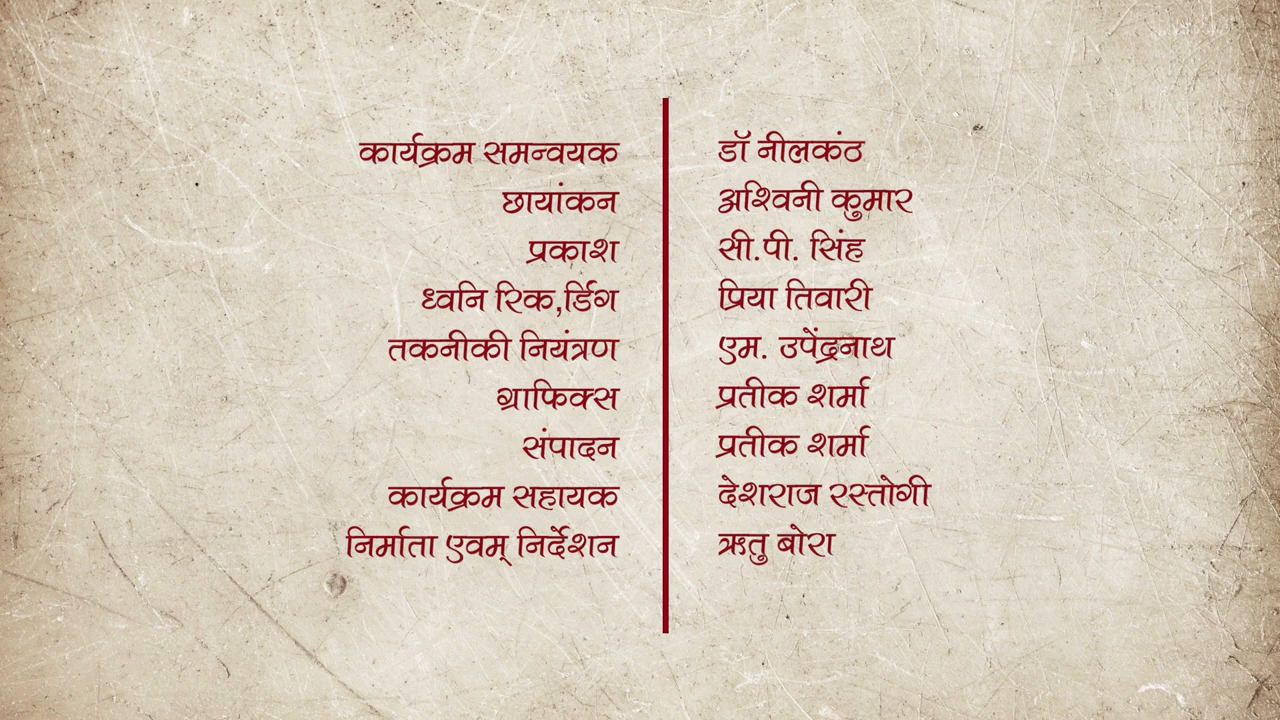 कार्यक्रम समन्वयक डॉ नीलकंठ
छायांकन अश्विनी कुमार
प्रकाश सी.पी. सिंह
ध्वनि रिक,र्डिग प्रिया तिवारी
तकनीकी नियंत्रण एम. उपेंद्रनाथ
ग्राफिक्स प्रतीक शर्मा
संपादन प्रतीक शर्मा
कार्यक्रम सहायक देशराज रस्तोगी
निर्माता एवम् निर्देशन ऋतु बोरा